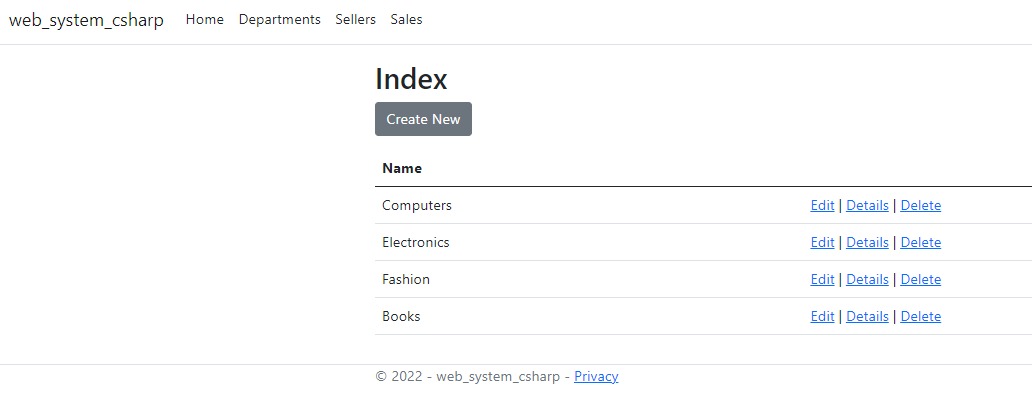 web_system_csharp Home Departments Sellers Sales
Index
Create New
Name
Computers Edit | Details | Delete
Electronics Edit | Details | Delete
Fashion Edit | Details | Delete
Books Edit | Details | Delete
© 2022 - web_system_csharp - Privacy